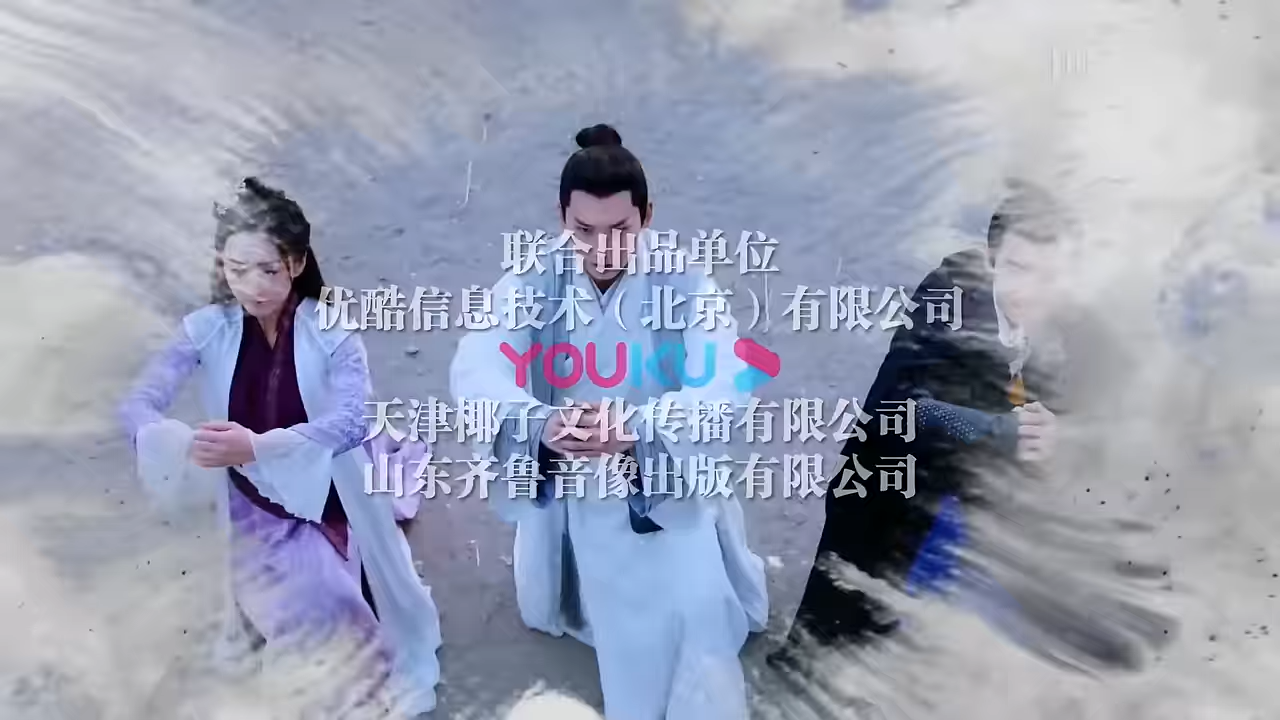 联合出品单位
优酷信息技术（北京）有限公司
YOUKU
天津椰子文化传播有限公司
山东齐鲁音像出版有限公司